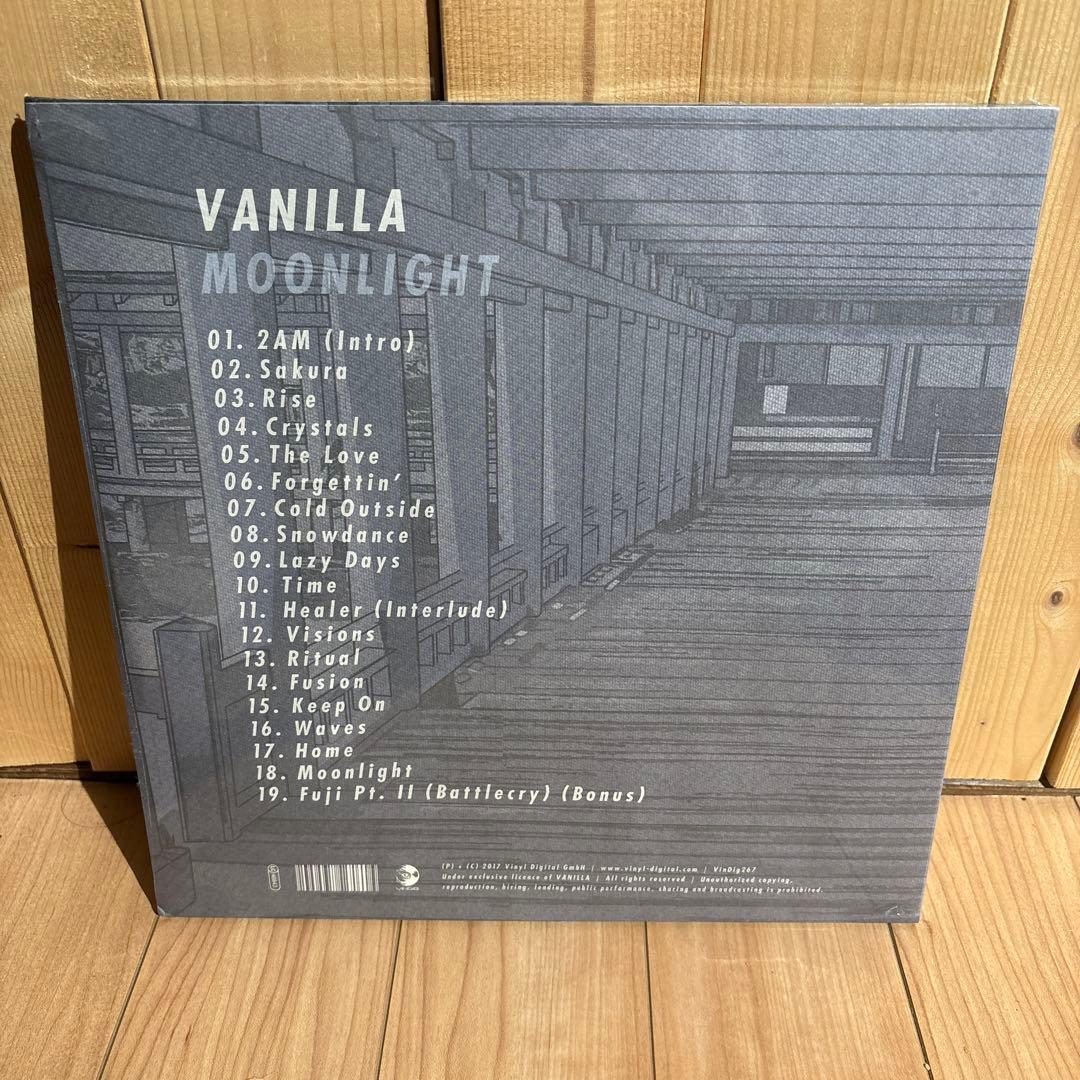 VANILLA
MOONLIGHT
01. 2AM (Intro)
02. Sakura
03. Rise
04. Crystals
05. The Love
06. Forgettin'
07. Cold Outside
08. Snowdance
09. Lazy Days
10. Time
11. Healer (Interlude)
12. Visions
13. Ritual
14. Fusion
15. Keep On
16. Waves
17. Home
18. Moonlight
19. Fuji Pt. II (Battlecry) (Bonus)
(P) + (C) 2017 Vinyl Digital GmbH | www.vinyl-digital.com | VinDig267
Under exclusive license of VANILLA | All rights reserved | Unauthorized copying,
reproduction, hiring, lending, public performance, sharing and broadcasting is prohibited.